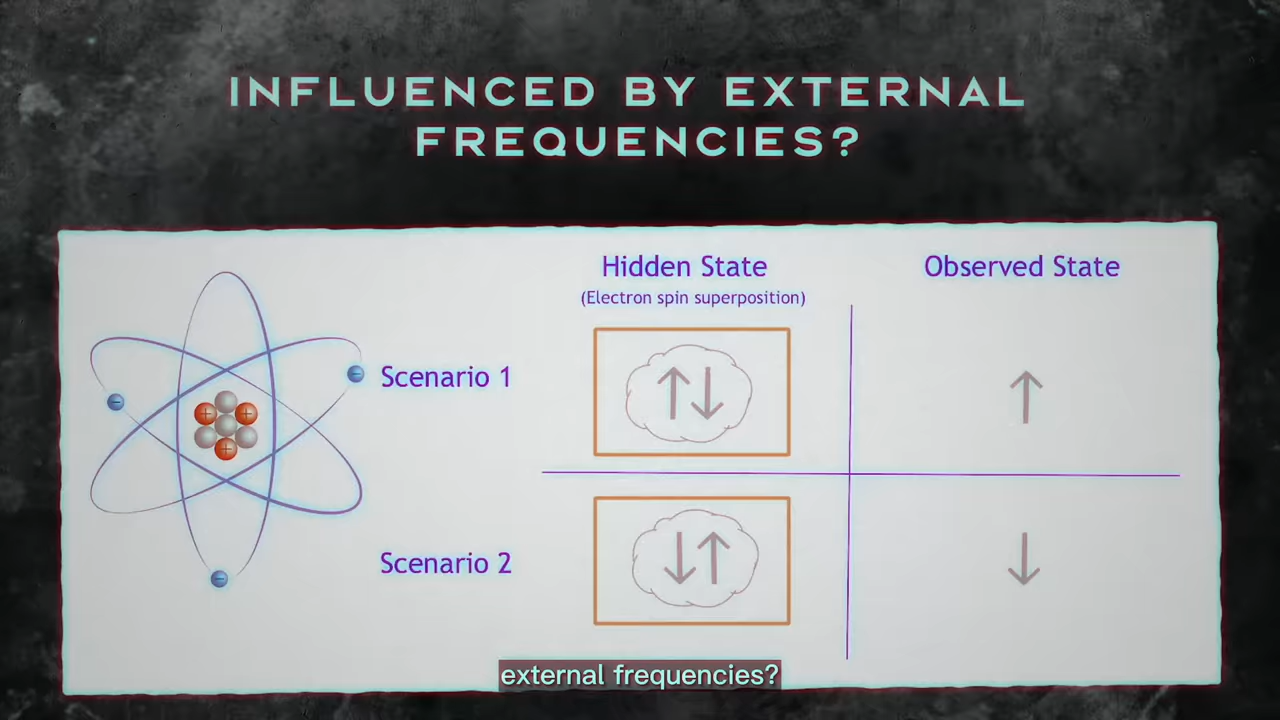 INFLUENCED BY EXTERNAL
FREQUENCIES?
Hidden State
(Electron spin superposition)
Observed State
Scenario 1
Scenario 2
external frequencies?